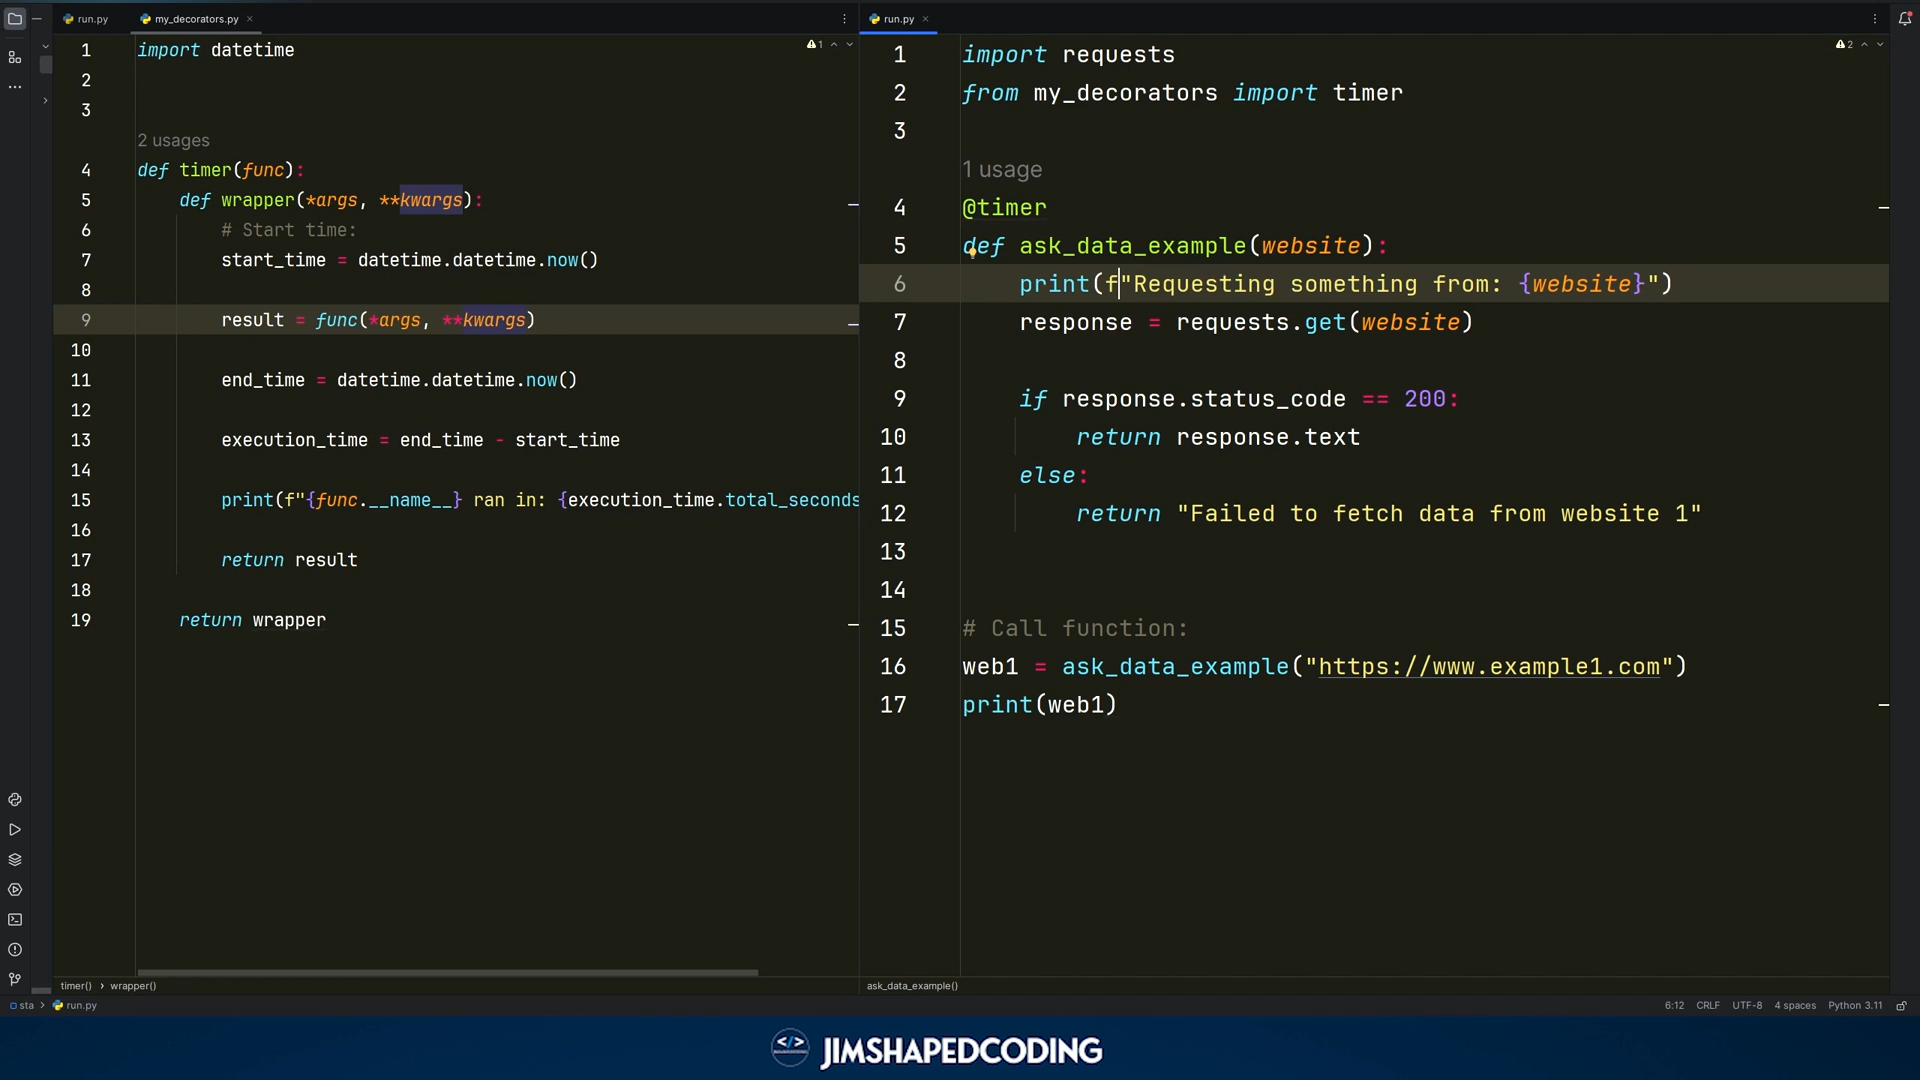 run.py
my_decorators.py
1
1 import datetime
2
3
2 usages
4 def timer(func):
5 def wrapper(*args, **kwargs):
6 # Start time:
7 start_time = datetime.datetime.now()
8
9 result = func(*args, **kwargs)
10
11 end_time = datetime.datetime.now()
12
13 execution_time = end_time - start_time
14
15 print(f"{func.__name__} ran in: {execution_time.total_seconds
16
17 return result
18
19 return wrapper
timer() › wrapper()
run.py
2
1 import requests
2 from my_decorators import timer
3
1 usage
4 @timer
5 def ask_data_example(website):
6 print(f"Requesting something from: {website}")
7 response = requests.get(website)
8
9 if response.status_code == 200:
10 return response.text
11 else:
12 return "Failed to fetch data from website 1"
13
14
15 # Call function:
16 web1 = ask_data_example("https://www.example1.com")
17 print(web1)
ask_data_example()
sta › run.py
6:12 CRLF UTF-8 4 spaces Python 3.11
JIMSHAPEDCODING